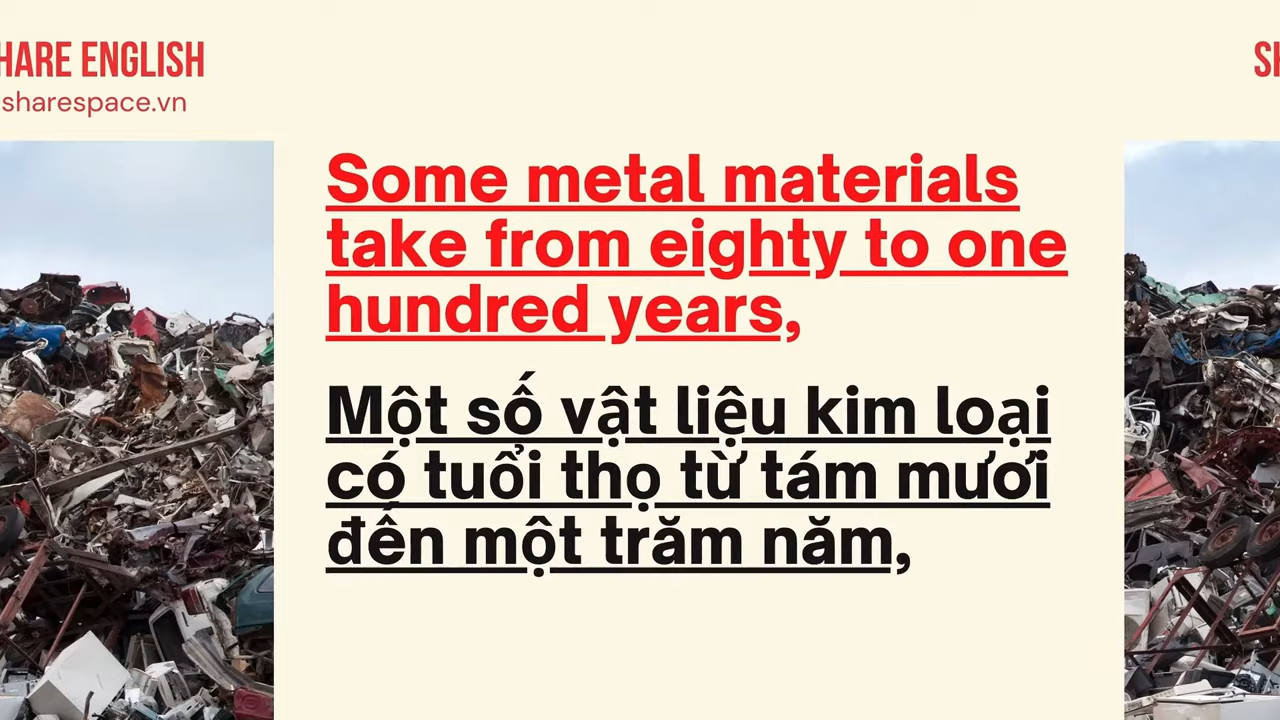 HARE ENGLISH
sharespace.vn
Some metal materials
take from eighty to one
hundred years,
Một số vật liệu kim loại
có tuổi thọ từ tám mươi
đến một trăm năm,